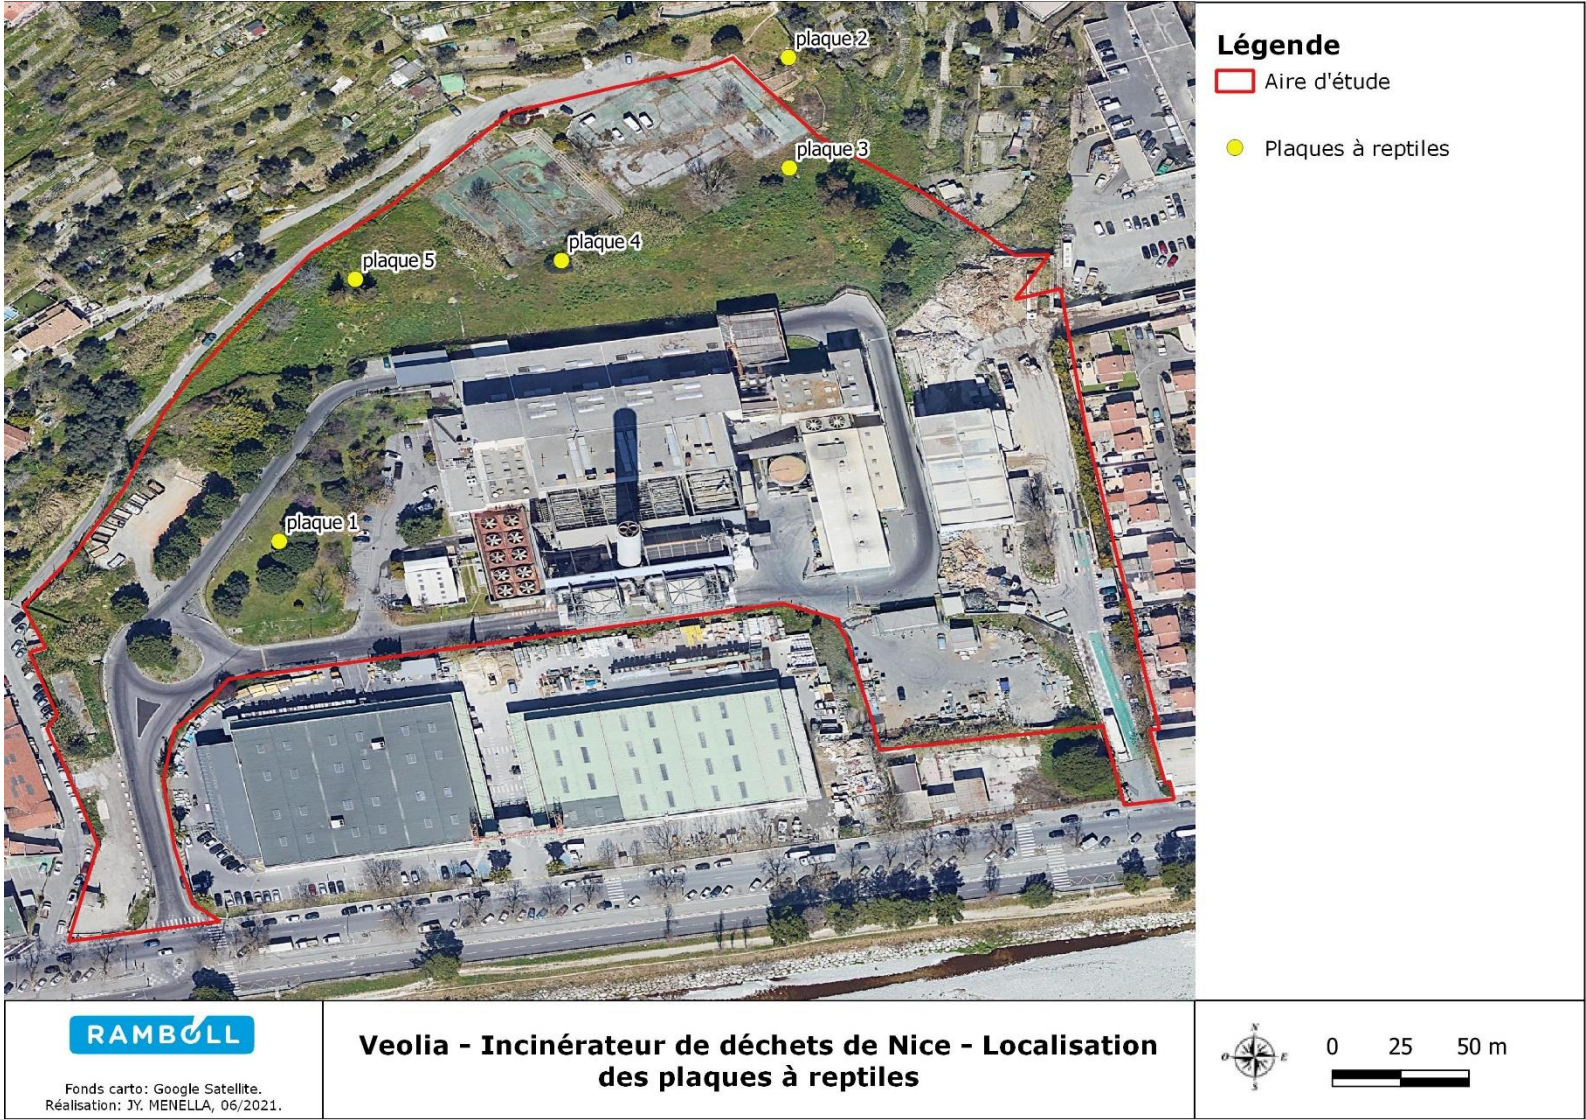 plaque 2
plaque 3
plaque 4
plaque 5
plaque 1
Légende
Aire d'étude
Plaques à reptiles
RAMBOLL
Fonds carto: Google Satellite.
Réalisation: JY. MENELLA, 06/2021.
Veolia - Incinérateur de déchets de Nice - Localisation
des plaques à reptiles
N
O
E
S
0 25 50 m